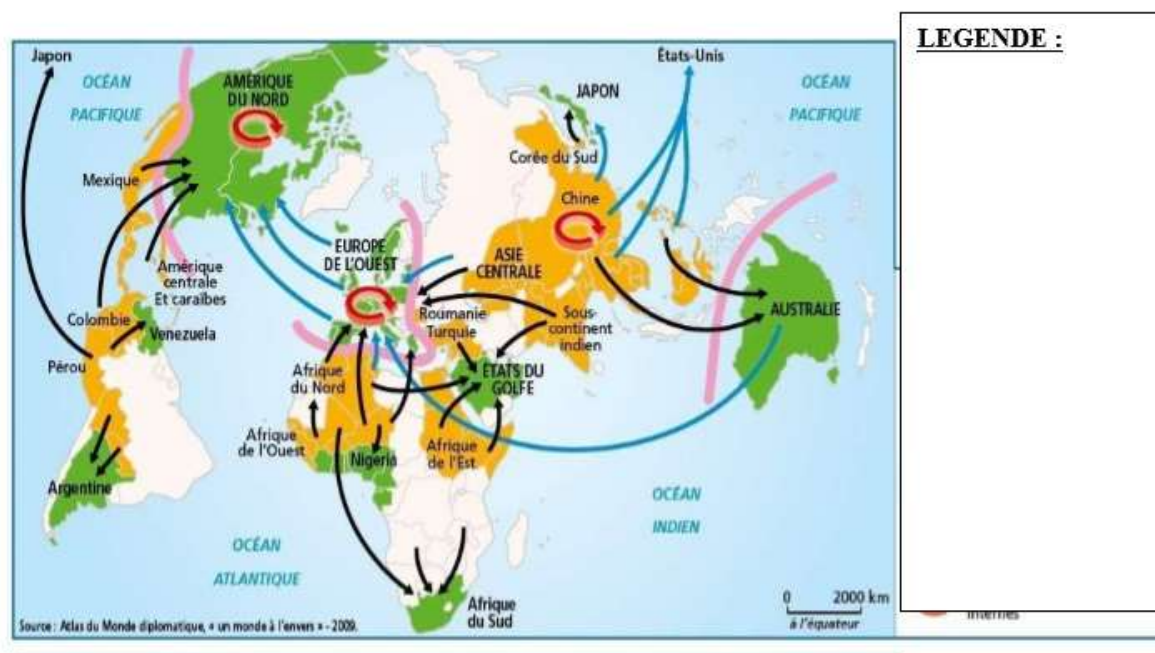 LEGENDE :
Japon
OCÉAN
PACIFIQUE
AMÉRIQUE
DU NORD
États-Unis
JAPON
OCÉAN
PACIFIQUE
Corée du Sud
Mexique
Chine
EUROPE
DE L'OUEST
ASIE
CENTRALE
Amérique
centrale
Et caraïbes
Colombie
Venezuela
Roumanie
Turquie
Sous-
continent
indien
AUSTRALIE
Pérou
Afrique
du Nord
ÉTATS DU
GOLFE
Afrique
de l'Ouest
Nigeria
Afrique
de l'Est
Argentine
OCÉAN
INDIEN
OCÉAN
ATLANTIQUE
Afrique
du Sud
0 2000 km
à l'équateur
Source : Atlas du Monde diplomatique, « un monde à l'envers » - 2009.
internes